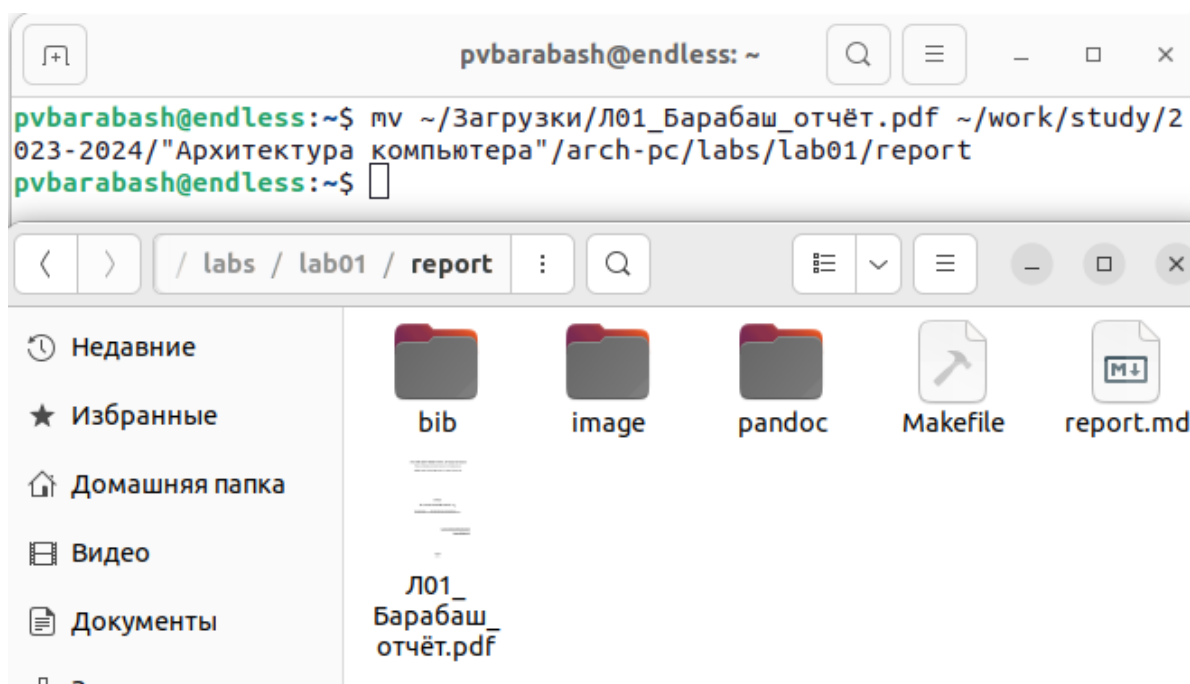 pvbarabash@endless: ~
pvbarabash@endless:~$ mv ~/Загрузки/Л01_Барабаш_отчёт.pdf ~/work/study/2
023-2024/"Архитектура компьютера"/arch-pc/labs/lab01/report
pvbarabash@endless:~$
/ labs / lab01 / report
Недавние
Избранные
Домашняя папка
Видео
Документы
bib
image
pandoc
Makefile
M↓
report.md
Л01_
Барабаш_
отчёт.pdf